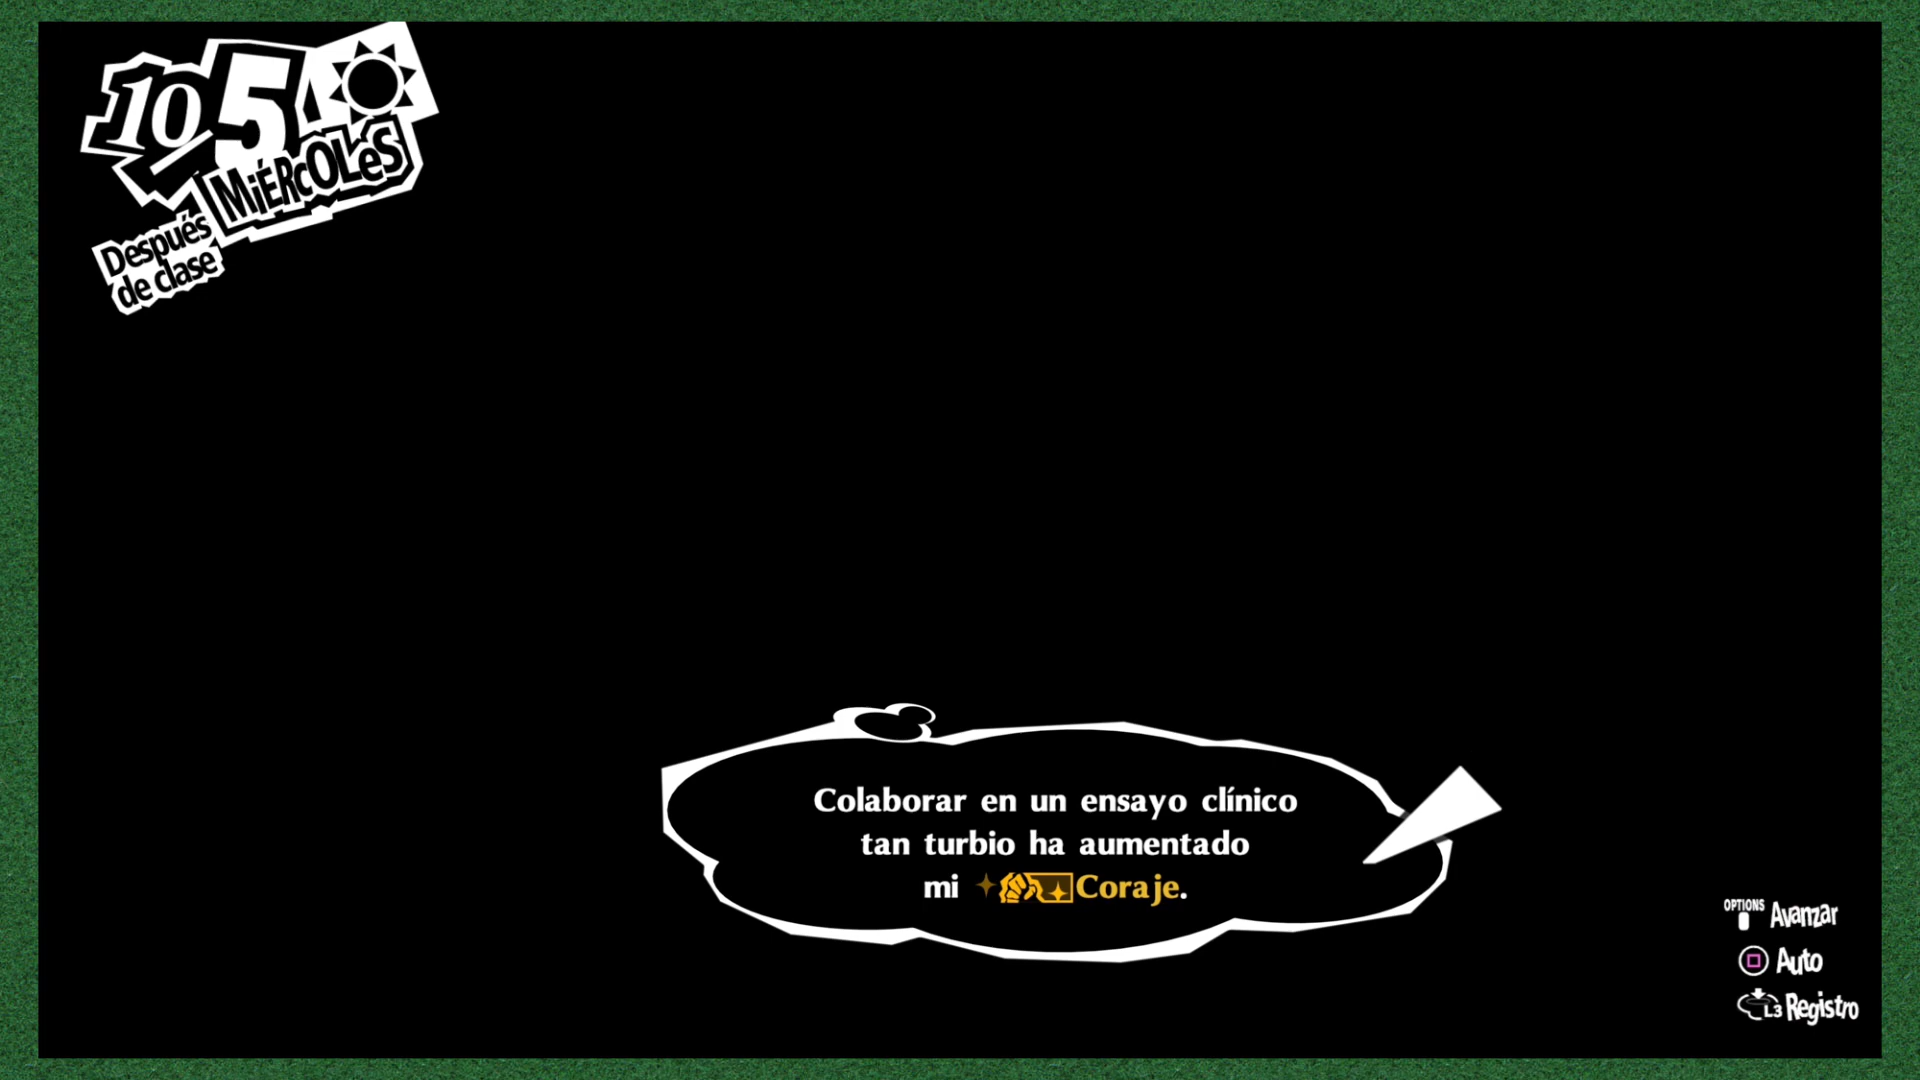 10/5
MiÉRcOLeS
Después
de clase
Colaborar en un ensayo clínico
tan turbio ha aumentado
mi Coraje.
OPTIONS Avanzar
Auto
L3 Registro